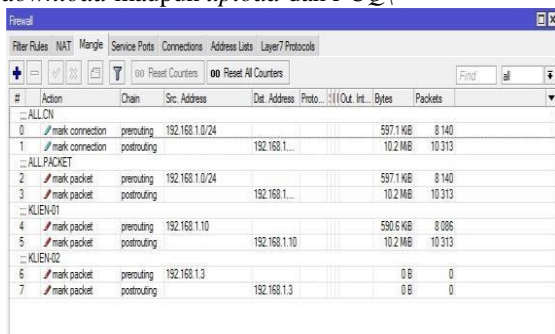 download maupun upload dan PCQ\
Firewall
Filter Rules NAT Mangle Service Ports Connections Address Lists Layer7 Protocols
00 Reset Counters 00 Reset All Counters Find all
# Action Chain Src. Address Dst. Address Proto... Out. Int... Bytes Packets
::: ALL.CN
0 mark connection prerouting 192.168.1.0/24 597.1 KiB 8 140
1 mark connection postrouting 192.168.1.... 10.2 MiB 10 313
::: ALL.PACKET
2 mark packet prerouting 192.168.1.0/24 597.1 KiB 8 140
3 mark packet postrouting 192.168.1.... 10.2 MiB 10 313
::: KLIEN-01
4 mark packet prerouting 192.168.1.10 590.6 KiB 8 086
5 mark packet postrouting 192.168.1.10 10.2 MiB 10 313
::: KLIEN-02
6 mark packet prerouting 192.168.1.3 0 B 0
7 mark packet postrouting 192.168.1.3 0 B 0